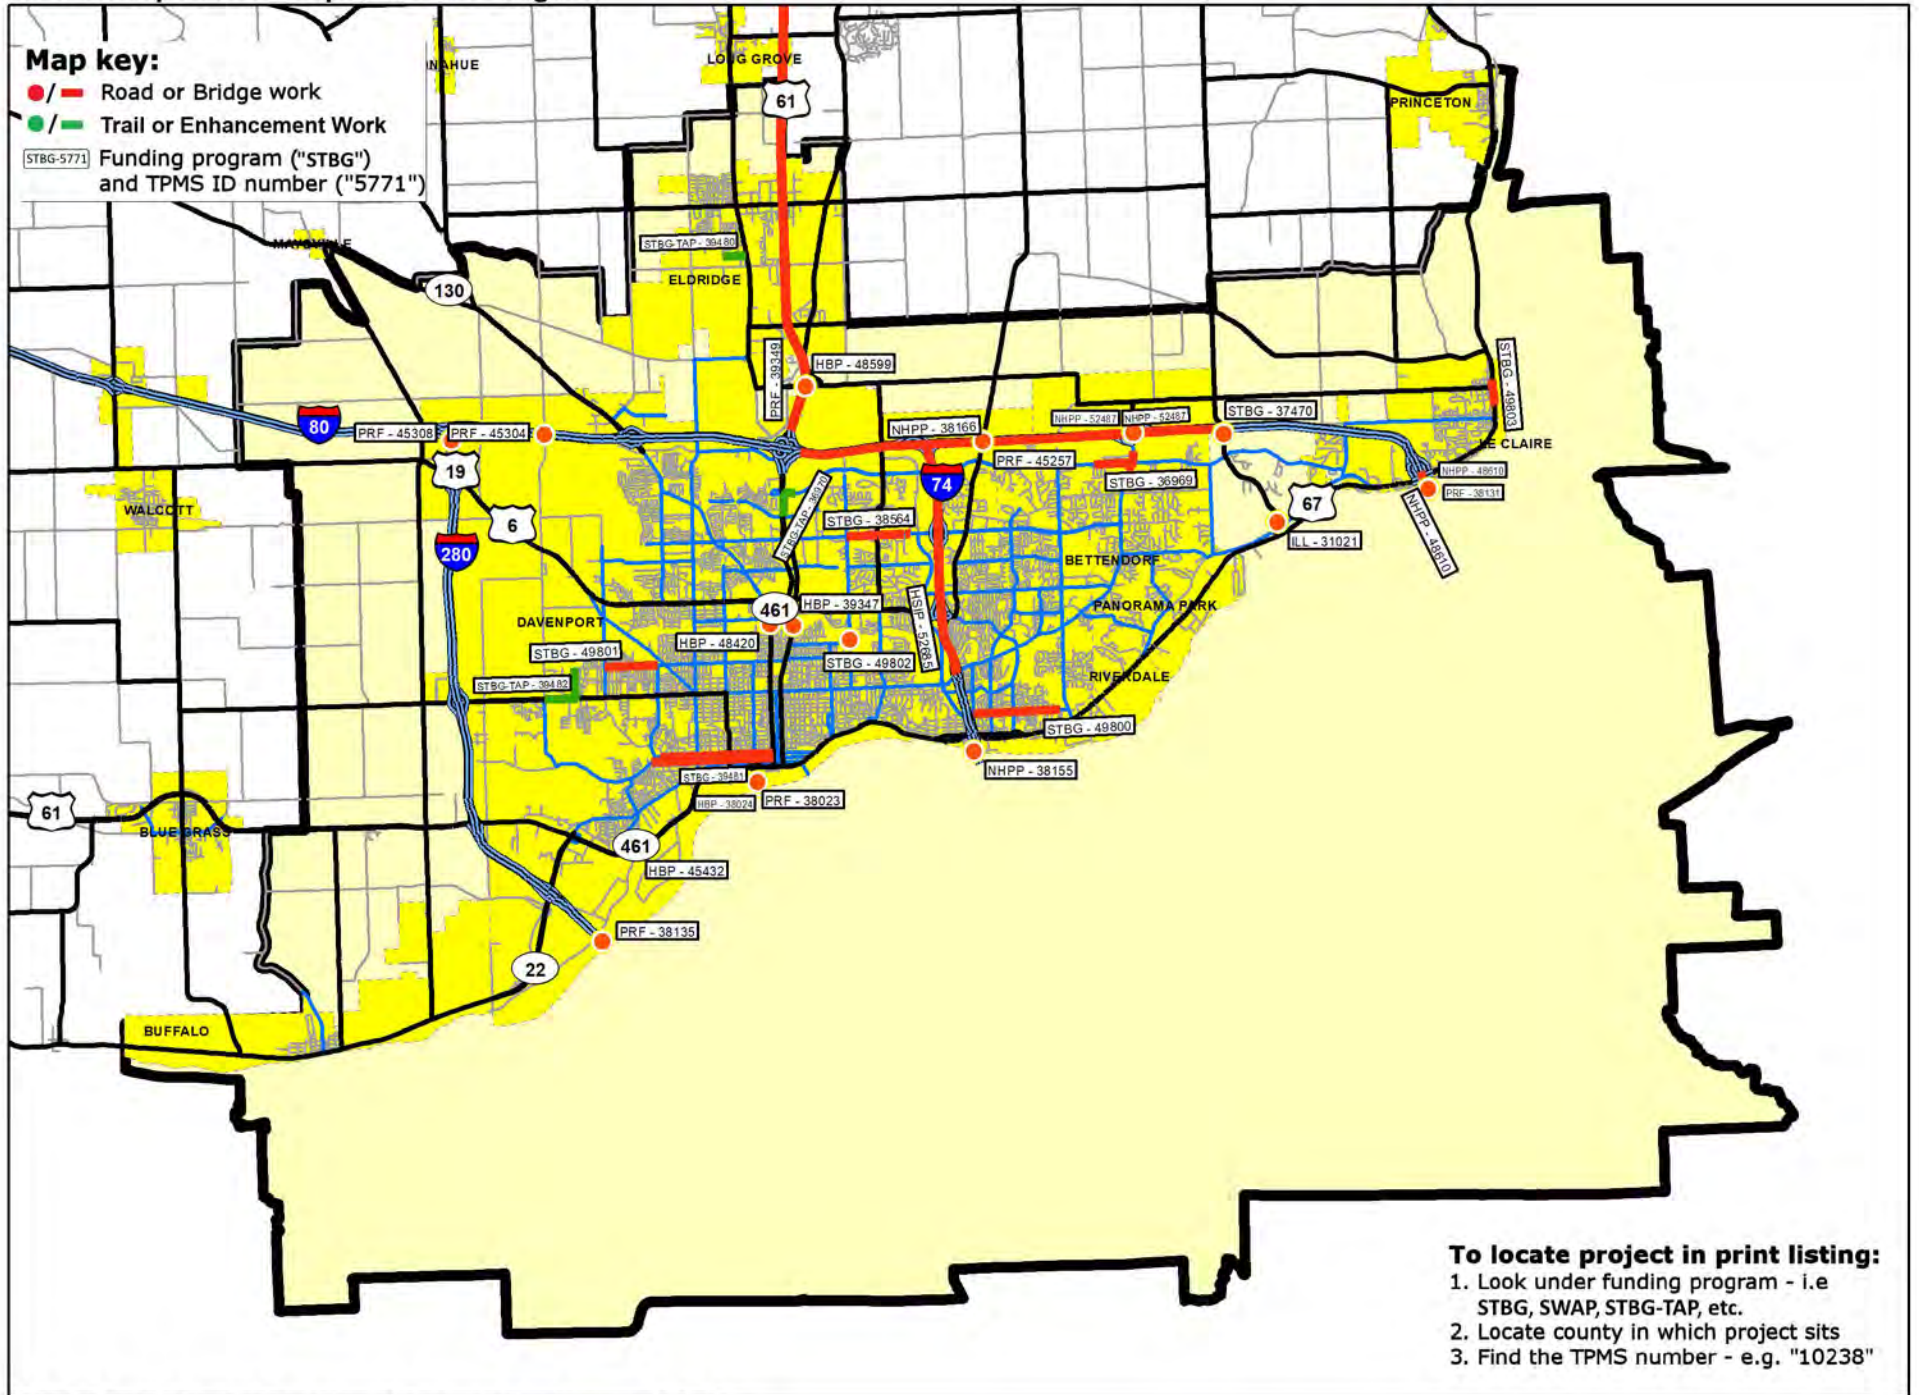 Map key:
Road or Bridge work
Trail or Enhancement Work
STBG-5771
Funding program ("STBG")
and TPMS ID number ("5771")
LONG GROVE
61
PRINCETON
MAYSVILLE
STBG-TAP - 39480
ELDRIDGE
130
PRF - 39349
HBP - 48599
STBG - 49803
80
PRF - 45308
PRF - 45304
NHPP - 38166
NHPP - 52487
NHPP - 52487
STBG - 37470
LE CLAIRE
19
PRF - 45257
NHPP - 48610
74
STBG - 36969
PRF - 38131
WALCOTT
6
STBG-TAP - 36970
STBG - 38564
67
NHPP - 48610
280
ILL - 31021
BETTENDORF
461
HBP - 39347
PANORAMA PARK
DAVENPORT
HBP - 48420
HSIP - 52685
STBG - 49801
STBG - 49802
STBG-TAP - 39482
RIVERDALE
STBG - 49800
NHPP - 38155
STBG - 39481
HBP - 38024
PRF - 38023
61
BLUE GRASS
461
HBP - 45432
PRF - 38135
22
BUFFALO
To locate project in print listing:
1. Look under funding program - i.e
STBG, SWAP, STBG-TAP, etc.
2. Locate county in which project sits
3. Find the TPMS number - e.g. "10238"